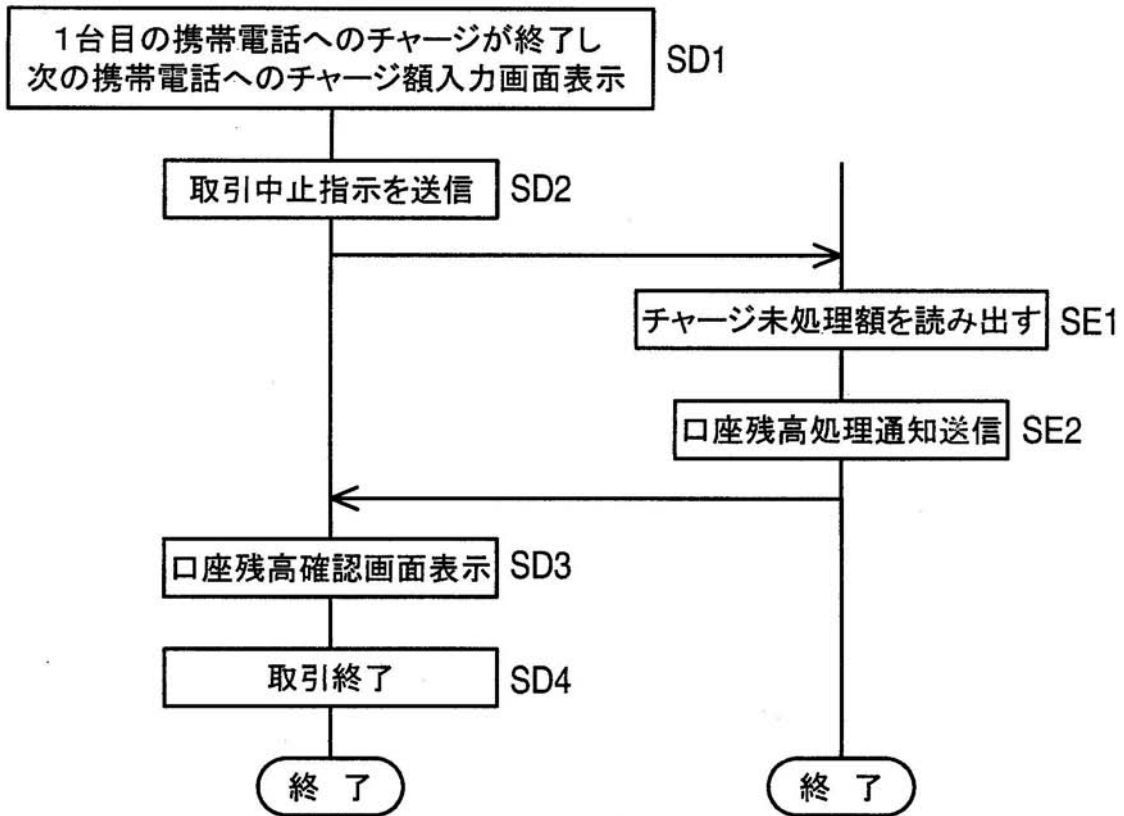 1台目の携帯電話へのチャージが終了し
次の携帯電話へのチャージ額入力画面表示
SD1
取引中止指示を送信
SD2
チャージ未処理額を読み出す
SE1
口座残高処理通知送信
SE2
口座残高確認画面表示
SD3
取引終了
SD4
終 了
終 了